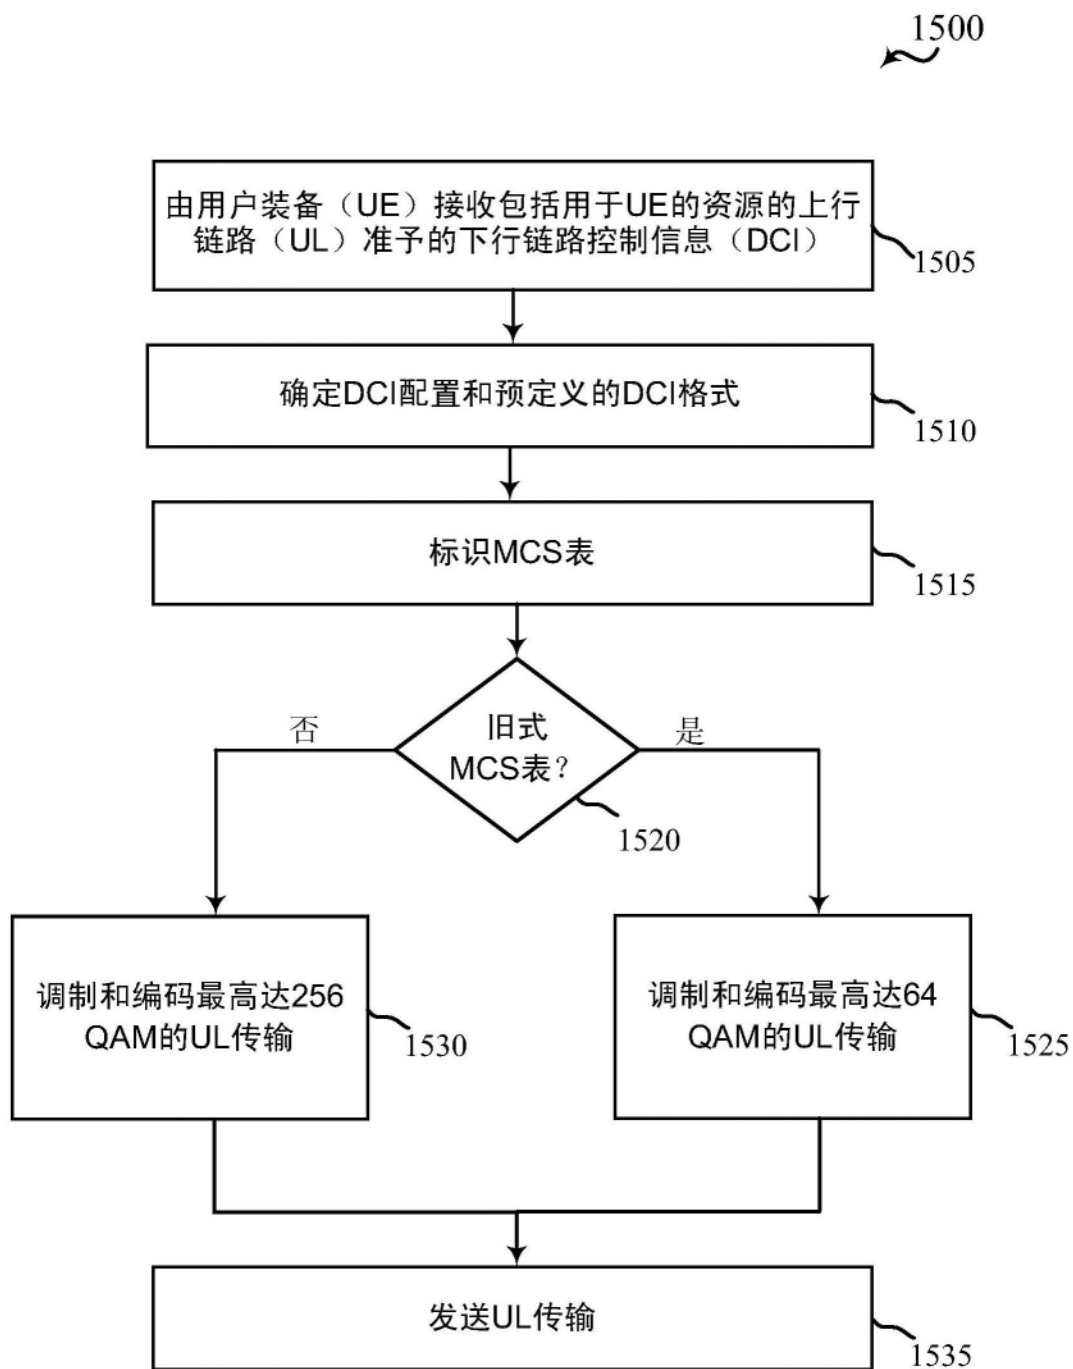 1500
由用户装备（UE）接收包括用于UE的资源的上行
链路（UL）准予的下行链路控制信息（DCI）
1505
确定DCI配置和预定义的DCI格式
1510
标识MCS表
1515
旧式
MCS表？
否
是
1520
调制和编码最高达256
QAM的UL传输
1530
调制和编码最高达64
QAM的UL传输
1525
发送UL传输
1535